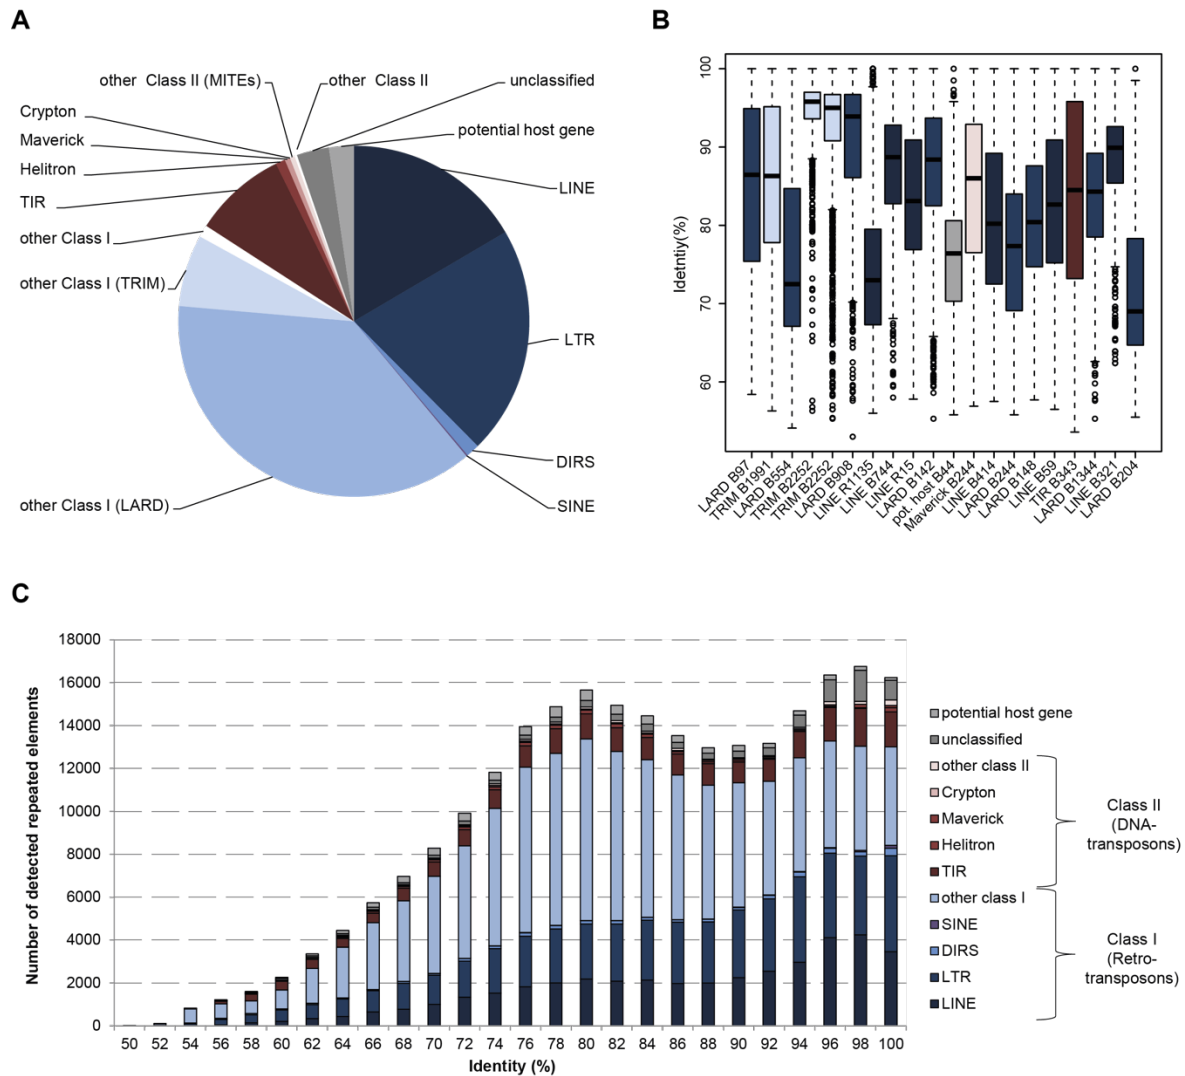 A
other Class II (MITEs)
other Class II
unclassified
Crypton
potential host gene
Maverick
Helitron
LINE
TIR
other Class I
other Class I (TRIM)
LTR
DIRS
other Class I (LARD)
SINE
B
Idetntiy(%)
100
90
80
70
60
LARD B97
TRIM B1991
LARD B554
TRIM B2252
TRIM B2252
LARD B908
LINE R1135
LINE B744
LINE R15
LARD B142
pot. host B44
Maverick B244
LINE B414
LARD B244
LARD B148
LINE B59
TIR B343
LARD B1344
LINE B321
LARD B204
C
Number of detected repeated elements
18000
16000
14000
12000
10000
8000
6000
4000
2000
0
50 52 54 56 58 60 62 64 66 68 70 72 74 76 78 80 82 84 86 88 90 92 94 96 98 100
Identity (%)
potential host gene
unclassified
other class II
Crypton
Maverick
Helitron
TIR
other class I
SINE
DIRS
LTR
LINE
Class II
(DNA-
transposons)
Class I
(Retro-
transposons)